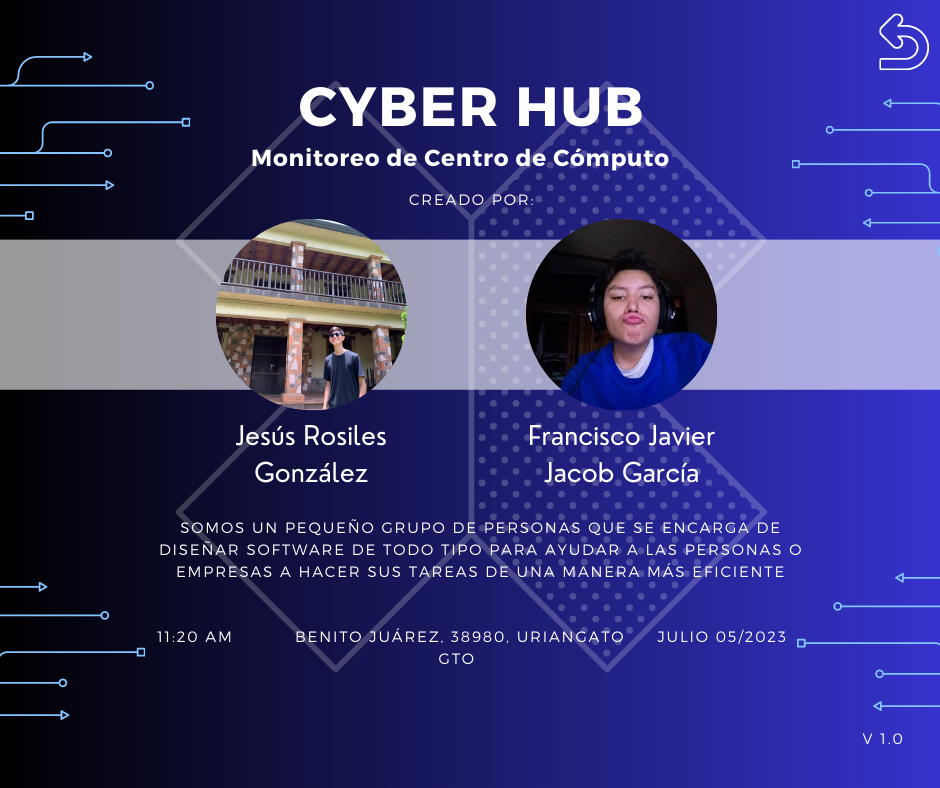 CYBER HUB
Monitoreo de Centro de Cómputo
CREADO POR:
Jesús Rosiles
González
Francisco Javier
Jacob García
SOMOS UN PEQUEÑO GRUPO DE PERSONAS QUE SE ENCARGA DE
DISEÑAR SOFTWARE DE TODO TIPO PARA AYUDAR A LAS PERSONAS O
EMPRESAS A HACER SUS TAREAS DE UNA MANERA MÁS EFICIENTE
11:20 AM
BENITO JUÁREZ, 38980, URIANGATO
GTO
JULIO 05/2023
V 1.0